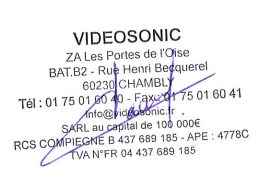 VIDEOSONIC
ZA Les Portes de l'Oise
BAT.B2 - Rue Henri Becquerel
60230 CHAMBLY
Tél : 01 75 01 60 40 - Fax : 01 75 01 60 41
Info@videosonic.fr
SARL au capital de 100 000€
RCS COMPIEGNE B 437 689 185 - APE : 4778C
TVA N°FR 04 437 689 185